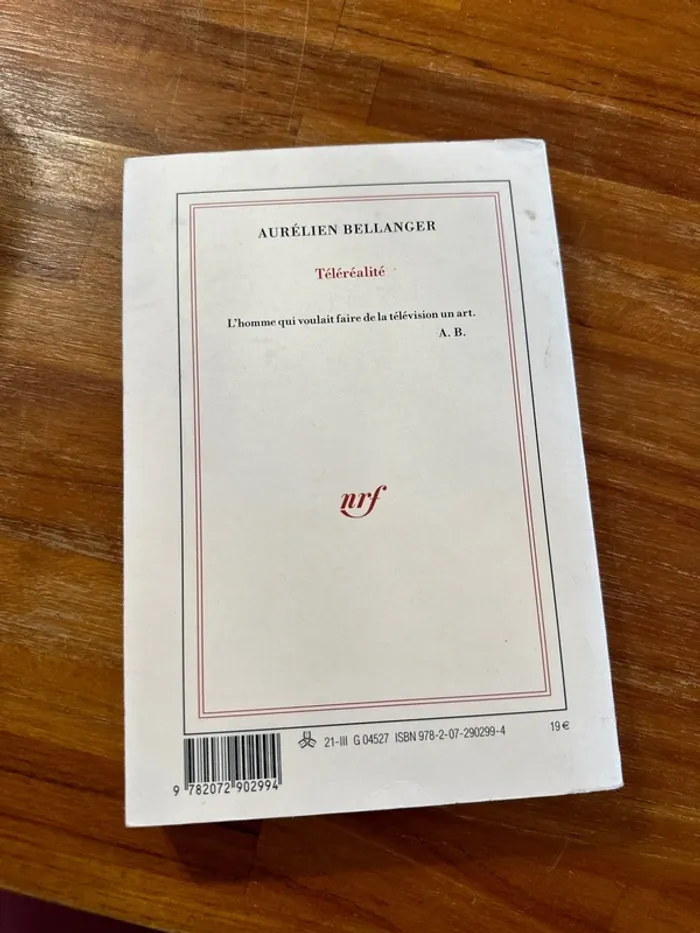 AURÉLIEN BELLANGER
Téléréalité
L'homme qui voulait faire de la télévision un art.
A. B.
nrf
21-III G 04527 ISBN 978-2-07-290299-4 19 €
9 782072 902994